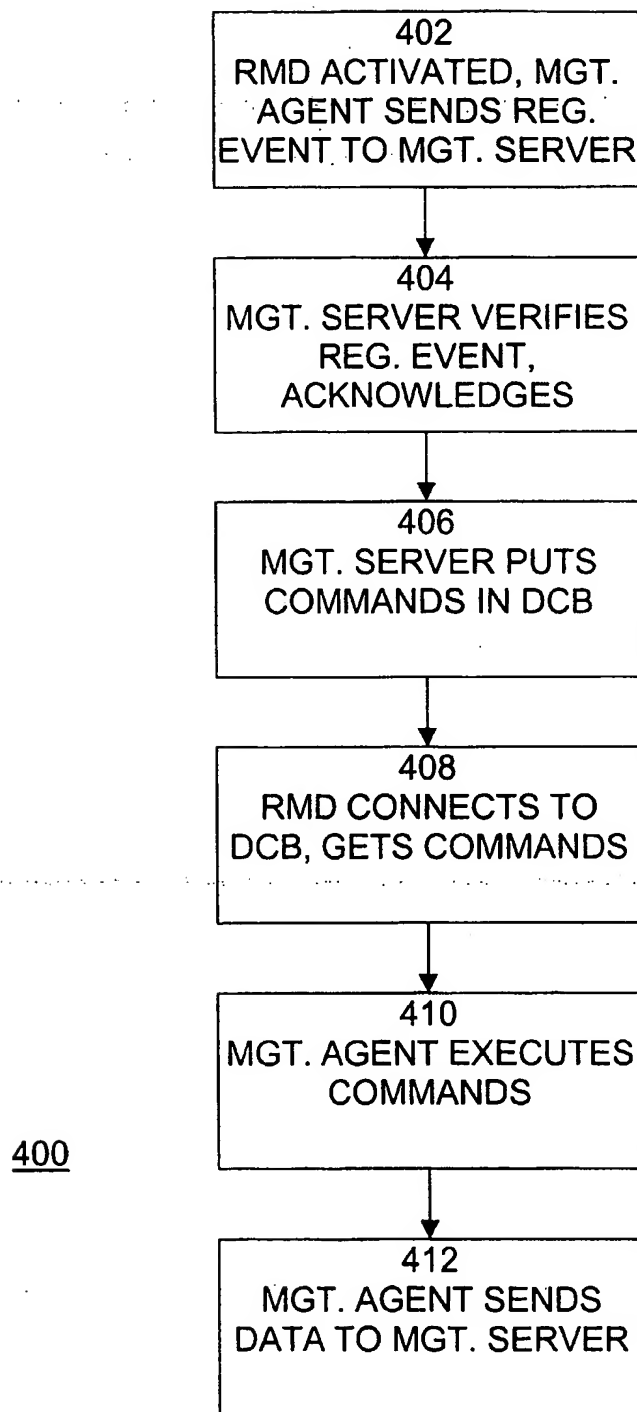 402
RMD ACTIVATED, MGT.
AGENT SENDS REG.
EVENT TO MGT. SERVER
404
MGT. SERVER VERIFIES
REG. EVENT,
ACKNOWLEDGES
406
MGT. SERVER PUTS
COMMANDS IN DCB
408
RMD CONNECTS TO
DCB, GETS COMMANDS
410
MGT. AGENT EXECUTES
COMMANDS
400
412
MGT. AGENT SENDS
DATA TO MGT. SERVER